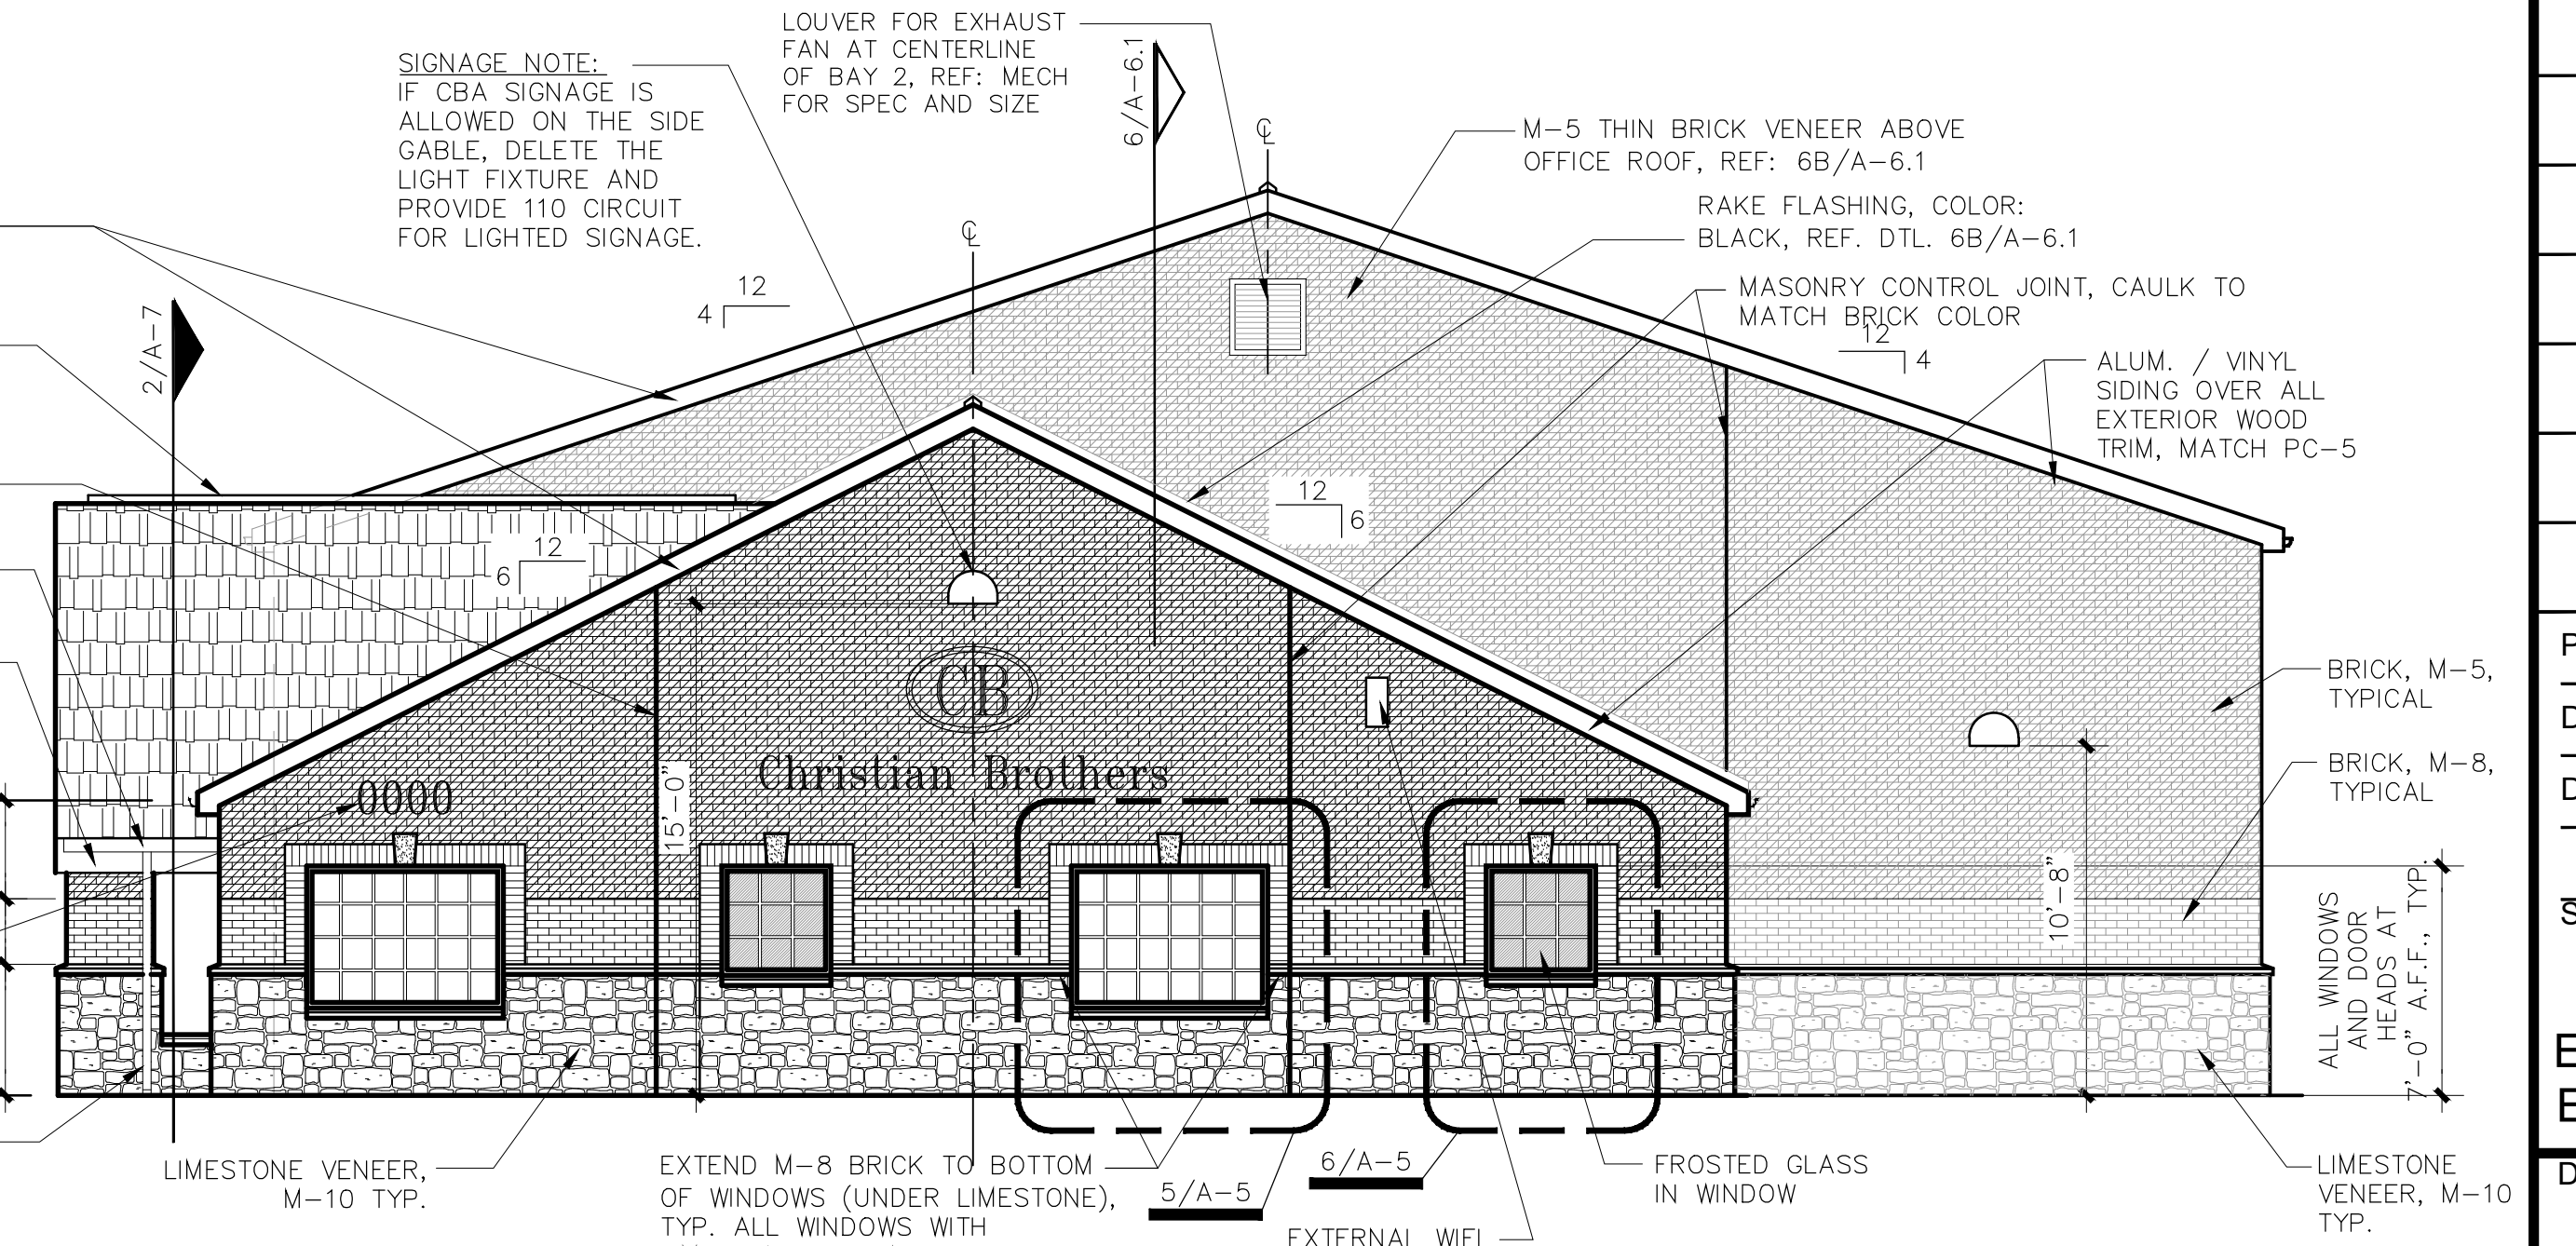 LOUVER FOR EXHAUST
FAN AT CENTERLINE
OF BAY 2, REF: MECH
FOR SPEC AND SIZE
SIGNAGE NOTE:
IF CBA SIGNAGE IS
ALLOWED ON THE SIDE
GABLE, DELETE THE
LIGHT FIXTURE AND
PROVIDE 110 CIRCUIT
FOR LIGHTED SIGNAGE.
6/A-6.1
℄
M-5 THIN BRICK VENEER ABOVE
OFFICE ROOF, REF: 6B/A-6.1
RAKE FLASHING, COLOR:
BLACK, REF. DTL. 6B/A-6.1
℄
MASONRY CONTROL JOINT, CAULK TO
MATCH BRICK COLOR
12
4
12
4
2/A-7
ALUM. / VINYL
SIDING OVER ALL
EXTERIOR WOOD
TRIM, MATCH PC-5
12
6
12
6
BRICK, M-5,
TYPICAL
CB
Christian Brothers
0000
15'-0"
BRICK, M-8,
TYPICAL
10'-8"
ALL WINDOWS
AND DOOR
HEADS AT
7'-0" A.F.F., TYP.
LIMESTONE VENEER,
M-10 TYP.
EXTEND M-8 BRICK TO BOTTOM
OF WINDOWS (UNDER LIMESTONE),
TYP. ALL WINDOWS WITH
5/A-5
6/A-5
EXTERNAL WIFI
FROSTED GLASS
IN WINDOW
LIMESTONE
VENEER, M-10
TYP.
P
D
D
S
E
E
D